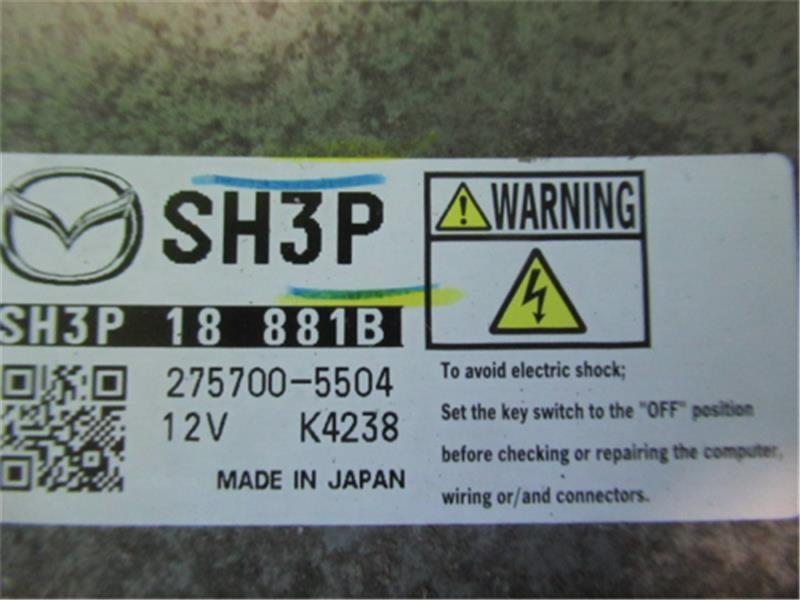 SH3P
SH3P 18 881B
275700-5504
12V K4238
MADE IN JAPAN
WARNING
To avoid electric shock;
Set the key switch to the "OFF" position
before checking or repairing the computer,
wiring or/and connectors.